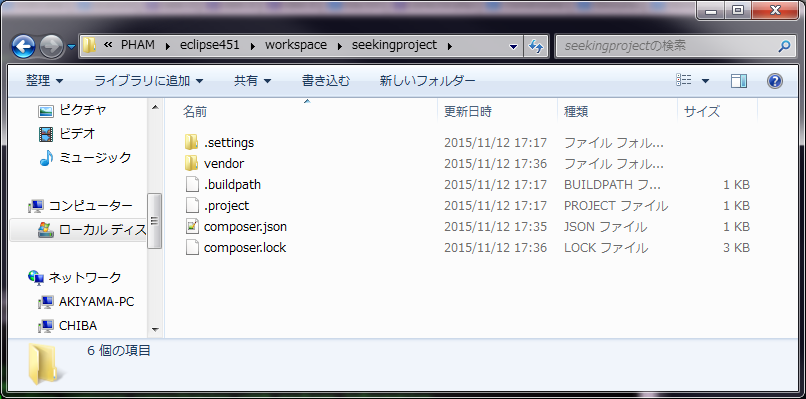 « PHAM ▸ eclipse451 ▸ workspace ▸ seekingproject ▸
seekingprojectの検索
整理 ライブラリに追加 共有 書き込む 新しいフォルダー
ピクチャ
ビデオ
ミュージック
コンピューター
ローカル ディス
ネットワーク
AKIYAMA-PC
CHIBA
名前 更新日時 種類 サイズ
.settings 2015/11/12 17:17 ファイル フォル...
vendor 2015/11/12 17:36 ファイル フォル...
.buildpath 2015/11/12 17:17 BUILDPATH フ... 1 KB
.project 2015/11/12 17:17 PROJECT ファイル 1 KB
composer.json 2015/11/12 17:35 JSON ファイル 1 KB
composer.lock 2015/11/12 17:36 LOCK ファイル 3 KB
6 個の項目